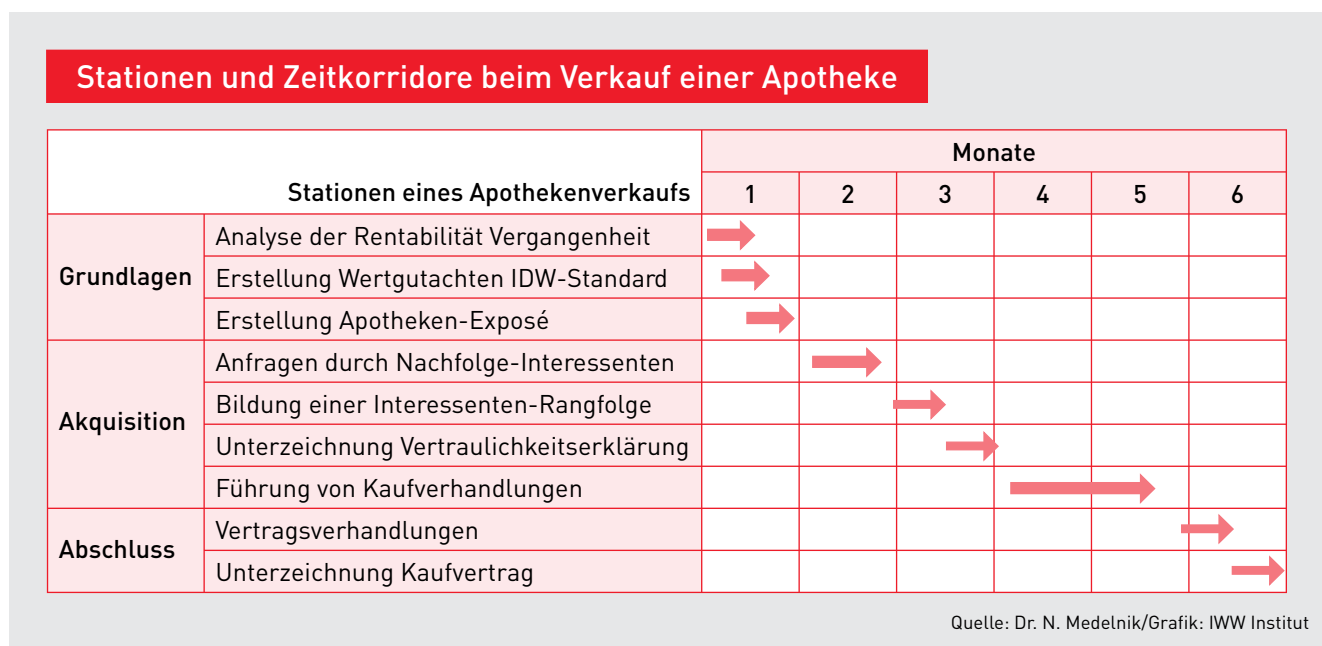 Stationen und Zeitkorridore beim Verkauf einer Apotheke
Monate
Stationen eines Apothekenverkaufs 1 2 3 4 5 6
Grundlagen
Analyse der Rentabilität Vergangenheit
Erstellung Wertgutachten IDW-Standard
Erstellung Apotheken-Exposé
Akquisition
Anfragen durch Nachfolge-Interessenten
Bildung einer Interessenten-Rangfolge
Unterzeichnung Vertraulichkeitserklärung
Führung von Kaufverhandlungen
Abschluss
Vertragsverhandlungen
Unterzeichnung Kaufvertrag
Quelle: Dr. N. Medelnik/Grafik: IWW Institut